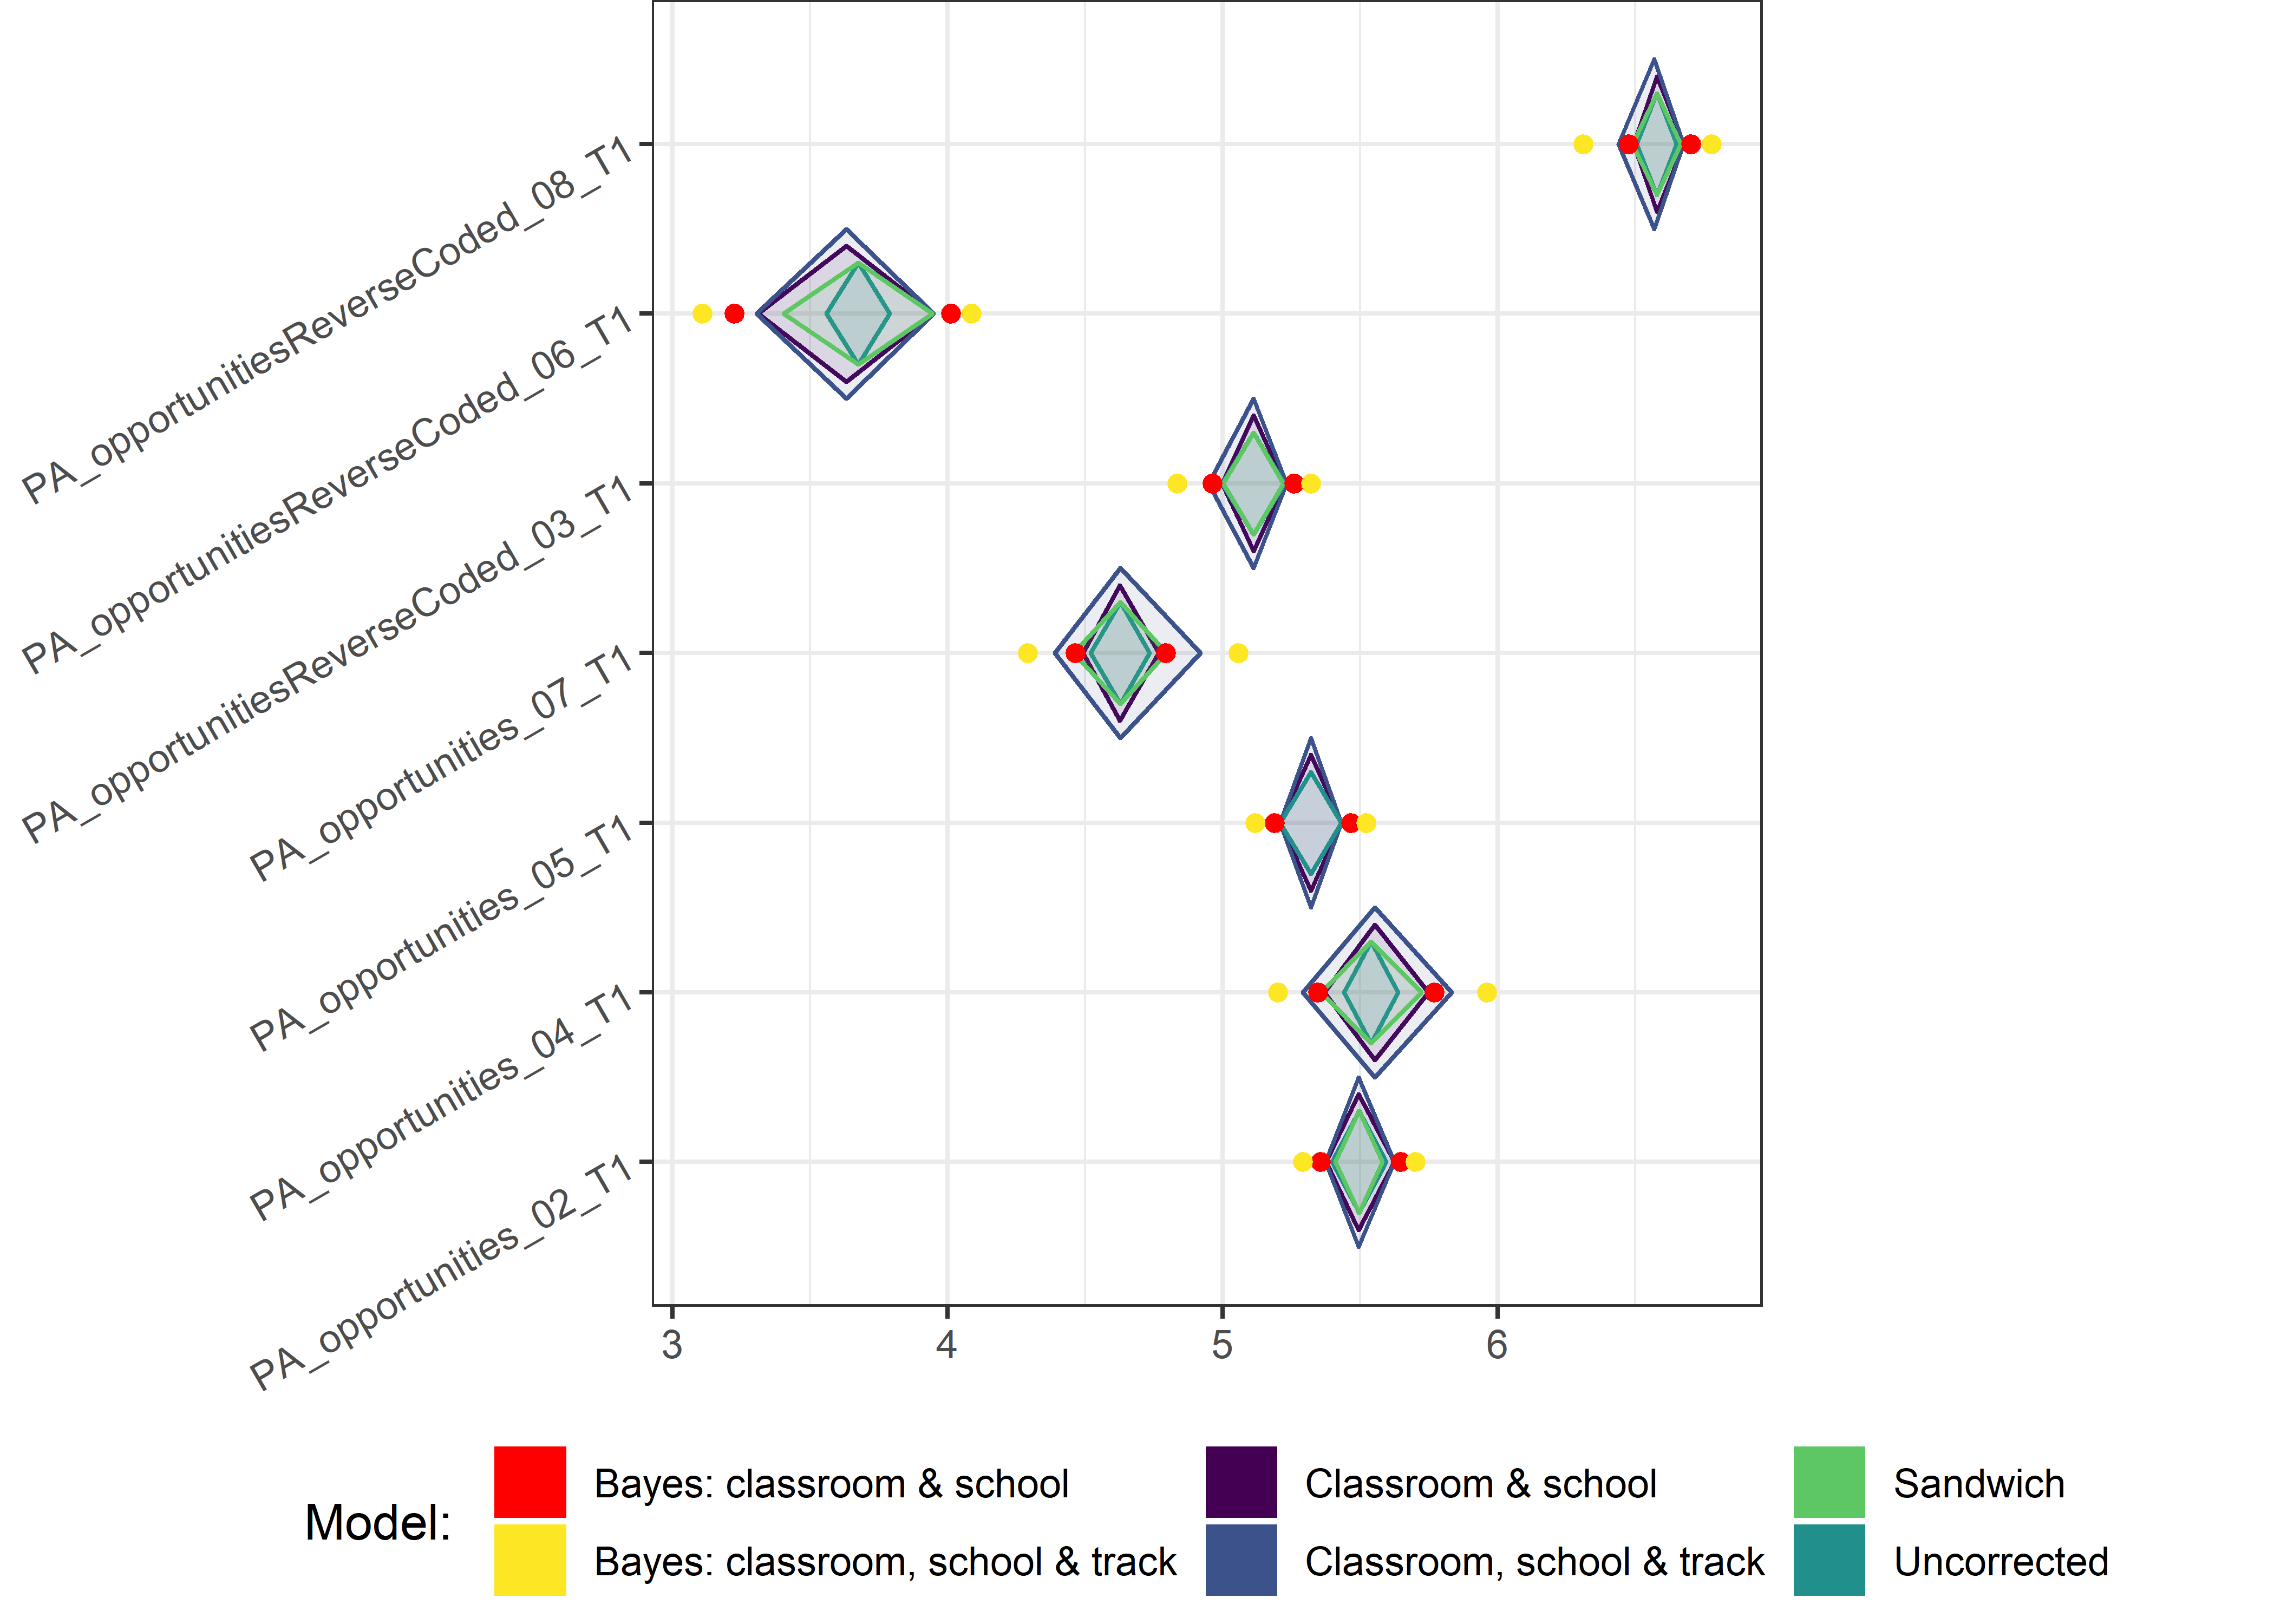 PA_opportunitiesReverseCoded_08_T1
PA_opportunitiesReverseCoded_06_T1
PA_opportunitiesReverseCoded_03_T1
PA_opportunities_07_T1
PA_opportunities_05_T1
PA_opportunities_04_T1
PA_opportunities_02_T1
3 4 5 6
Model:
Bayes: classroom & school
Bayes: classroom, school & track
Classroom & school
Classroom, school & track
Sandwich
Uncorrected